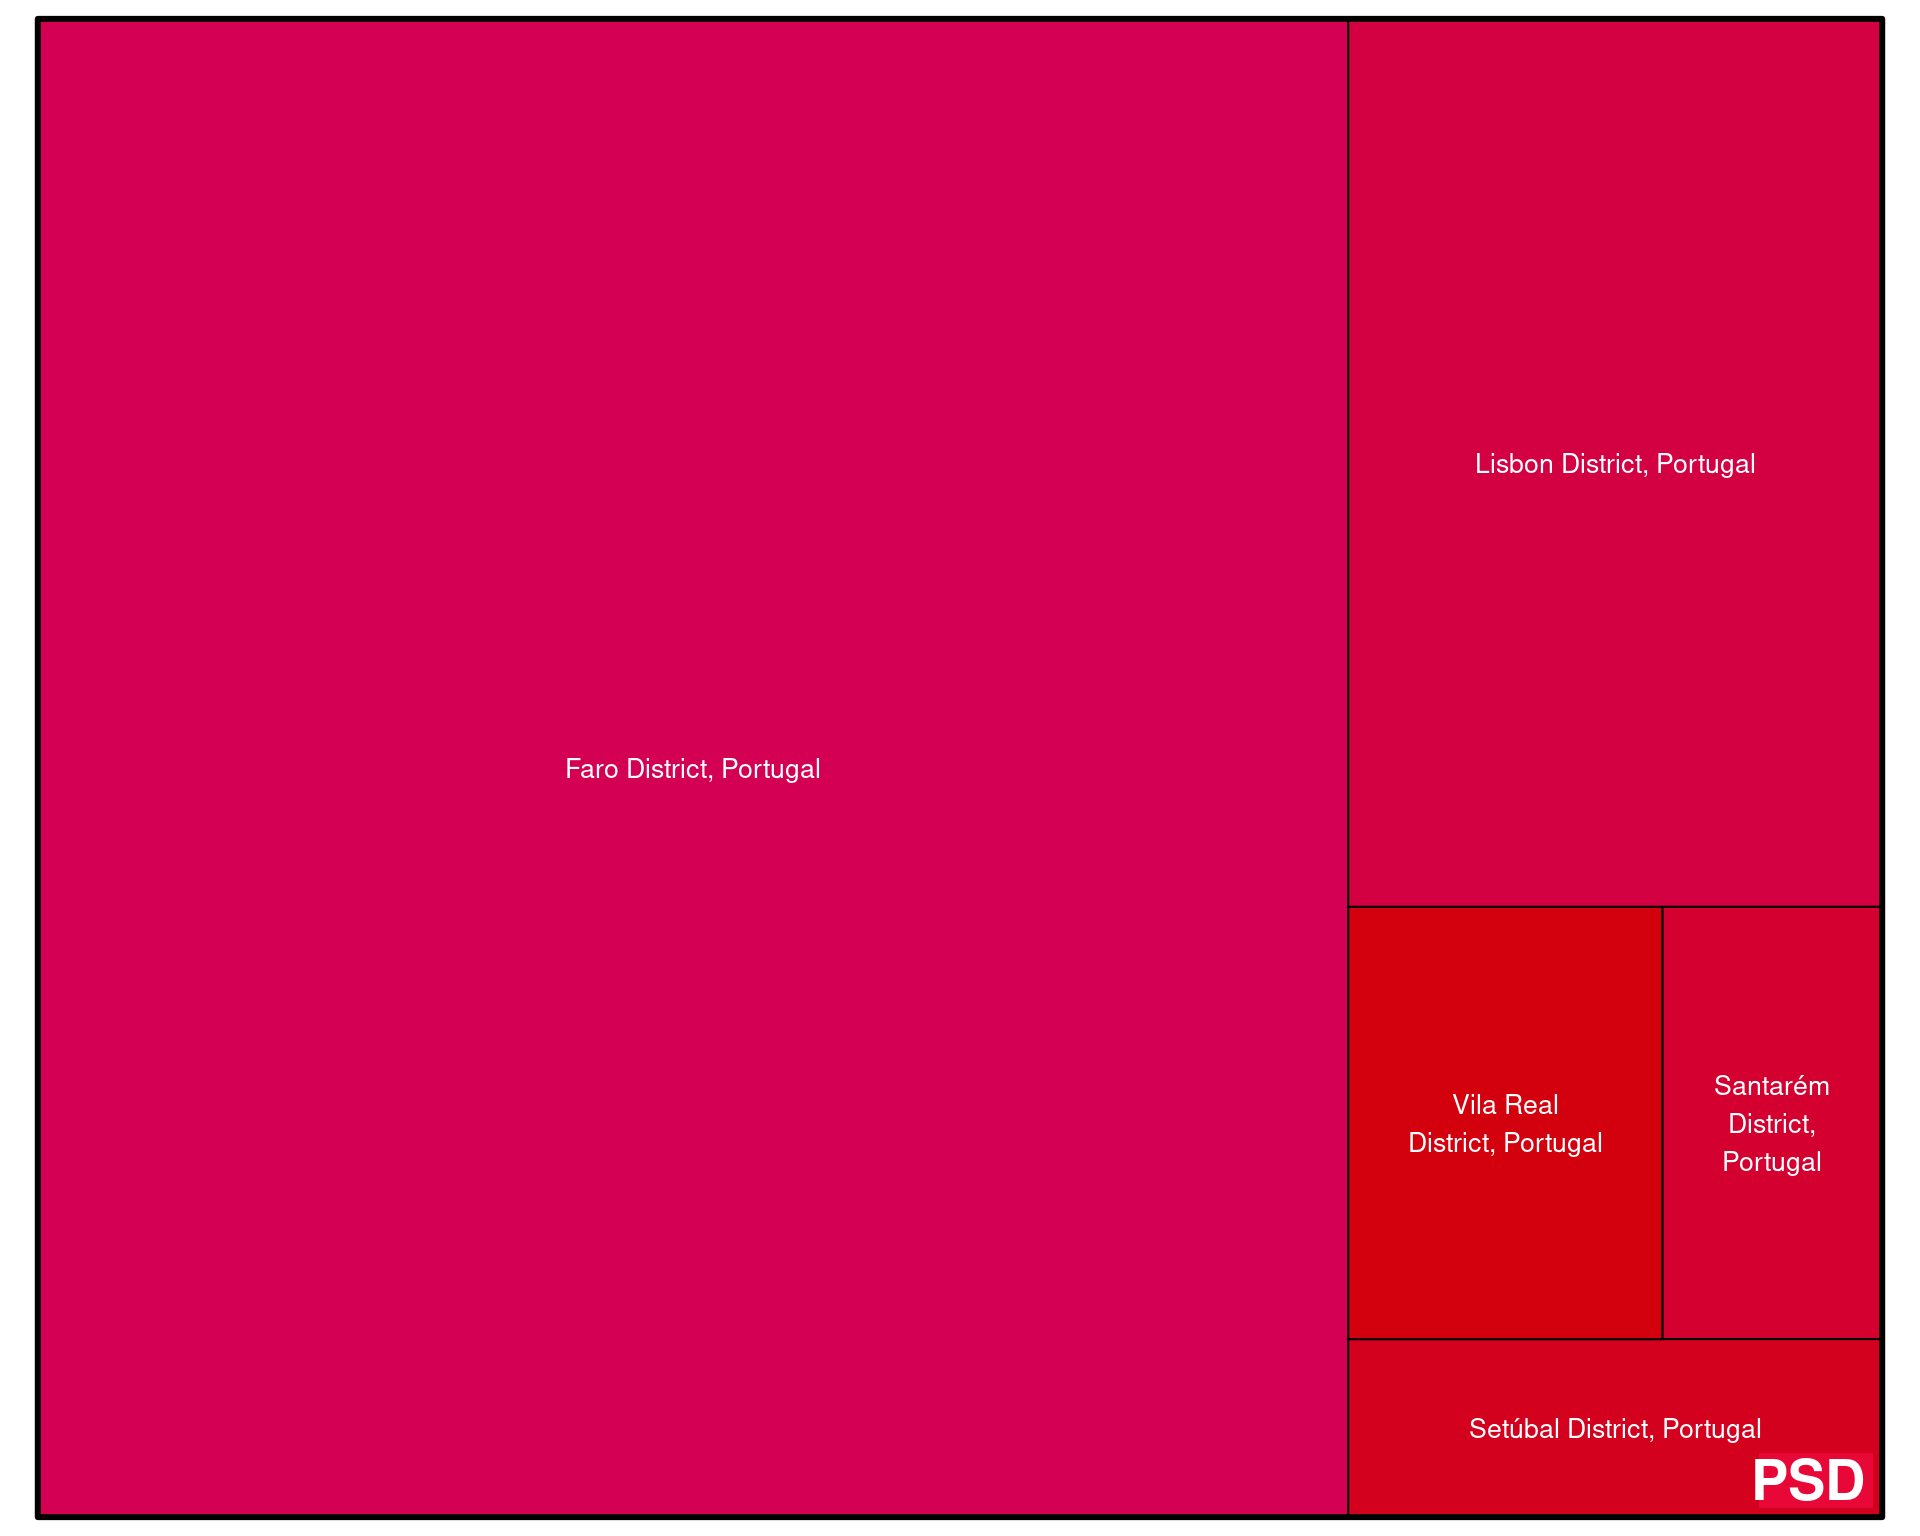 Faro District, Portugal
Lisbon District, Portugal
Vila Real
District, Portugal
Santarém
District,
Portugal
Setúbal District, Portugal
PSD